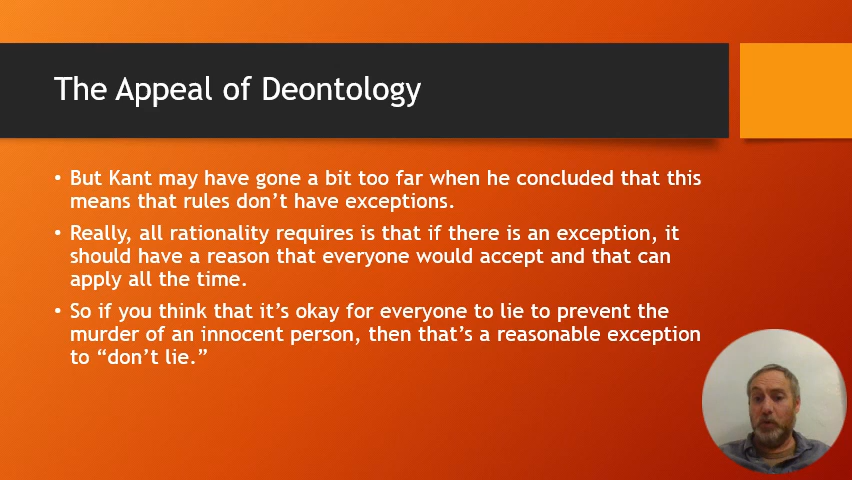 The Appeal of Deontology
• But Kant may have gone a bit too far when he concluded that this
means that rules don’t have exceptions.
• Really, all rationality requires is that if there is an exception, it
should have a reason that everyone would accept and that can
apply all the time.
• So if you think that it’s okay for everyone to lie to prevent the
murder of an innocent person, then that’s a reasonable exception
to “don’t lie.”